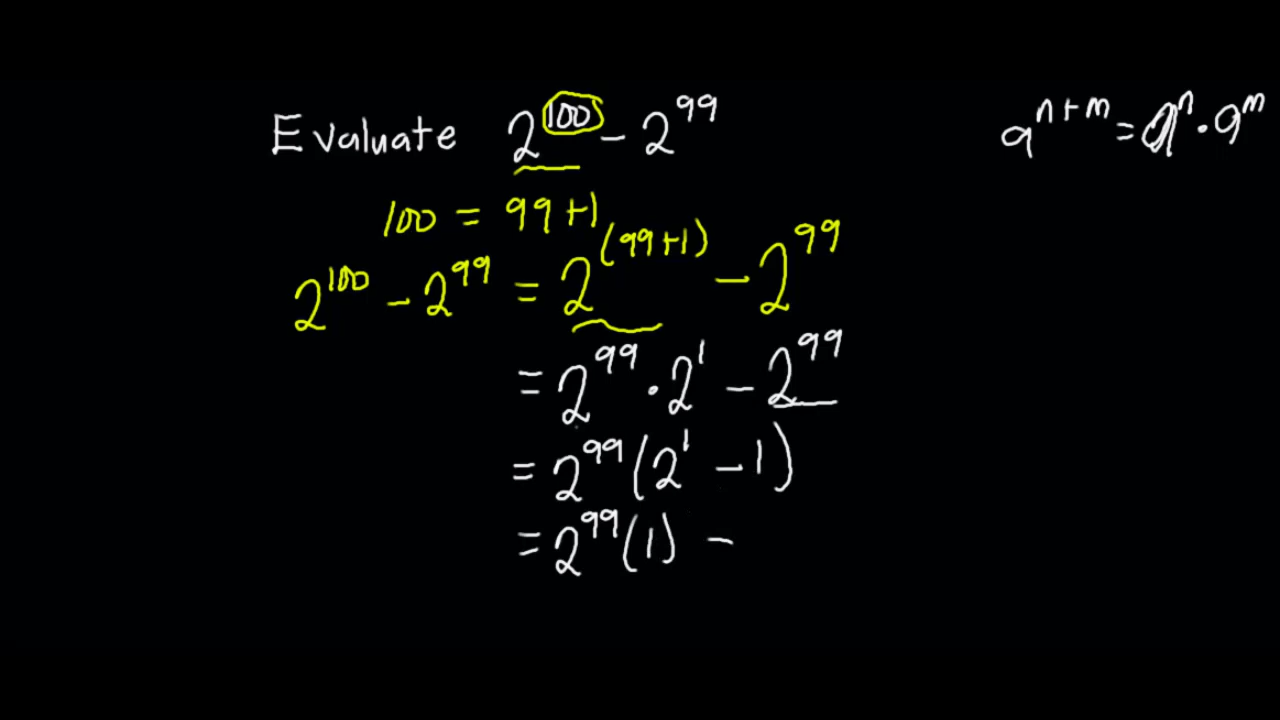 Evaluate 2^100 - 2^99
a^{n+m} = a^n · a^m
100 = 99+1
2^100 - 2^99 = 2^(99+1) - 2^99
= 2^99 · 2^1 - 2^99
= 2^99 (2^1 - 1)
= 2^99 (1) -